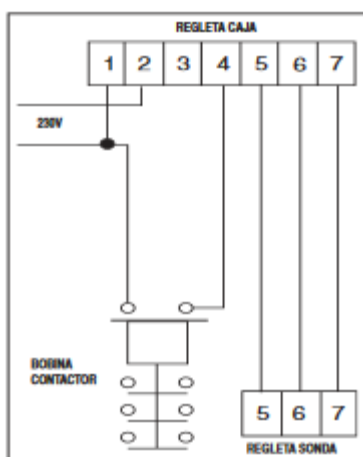 REGLETA CAJA
1 2 3 4 5 6 7
230V
BOBINA
CONTACTOR
5 6 7
REGLETA SONDA